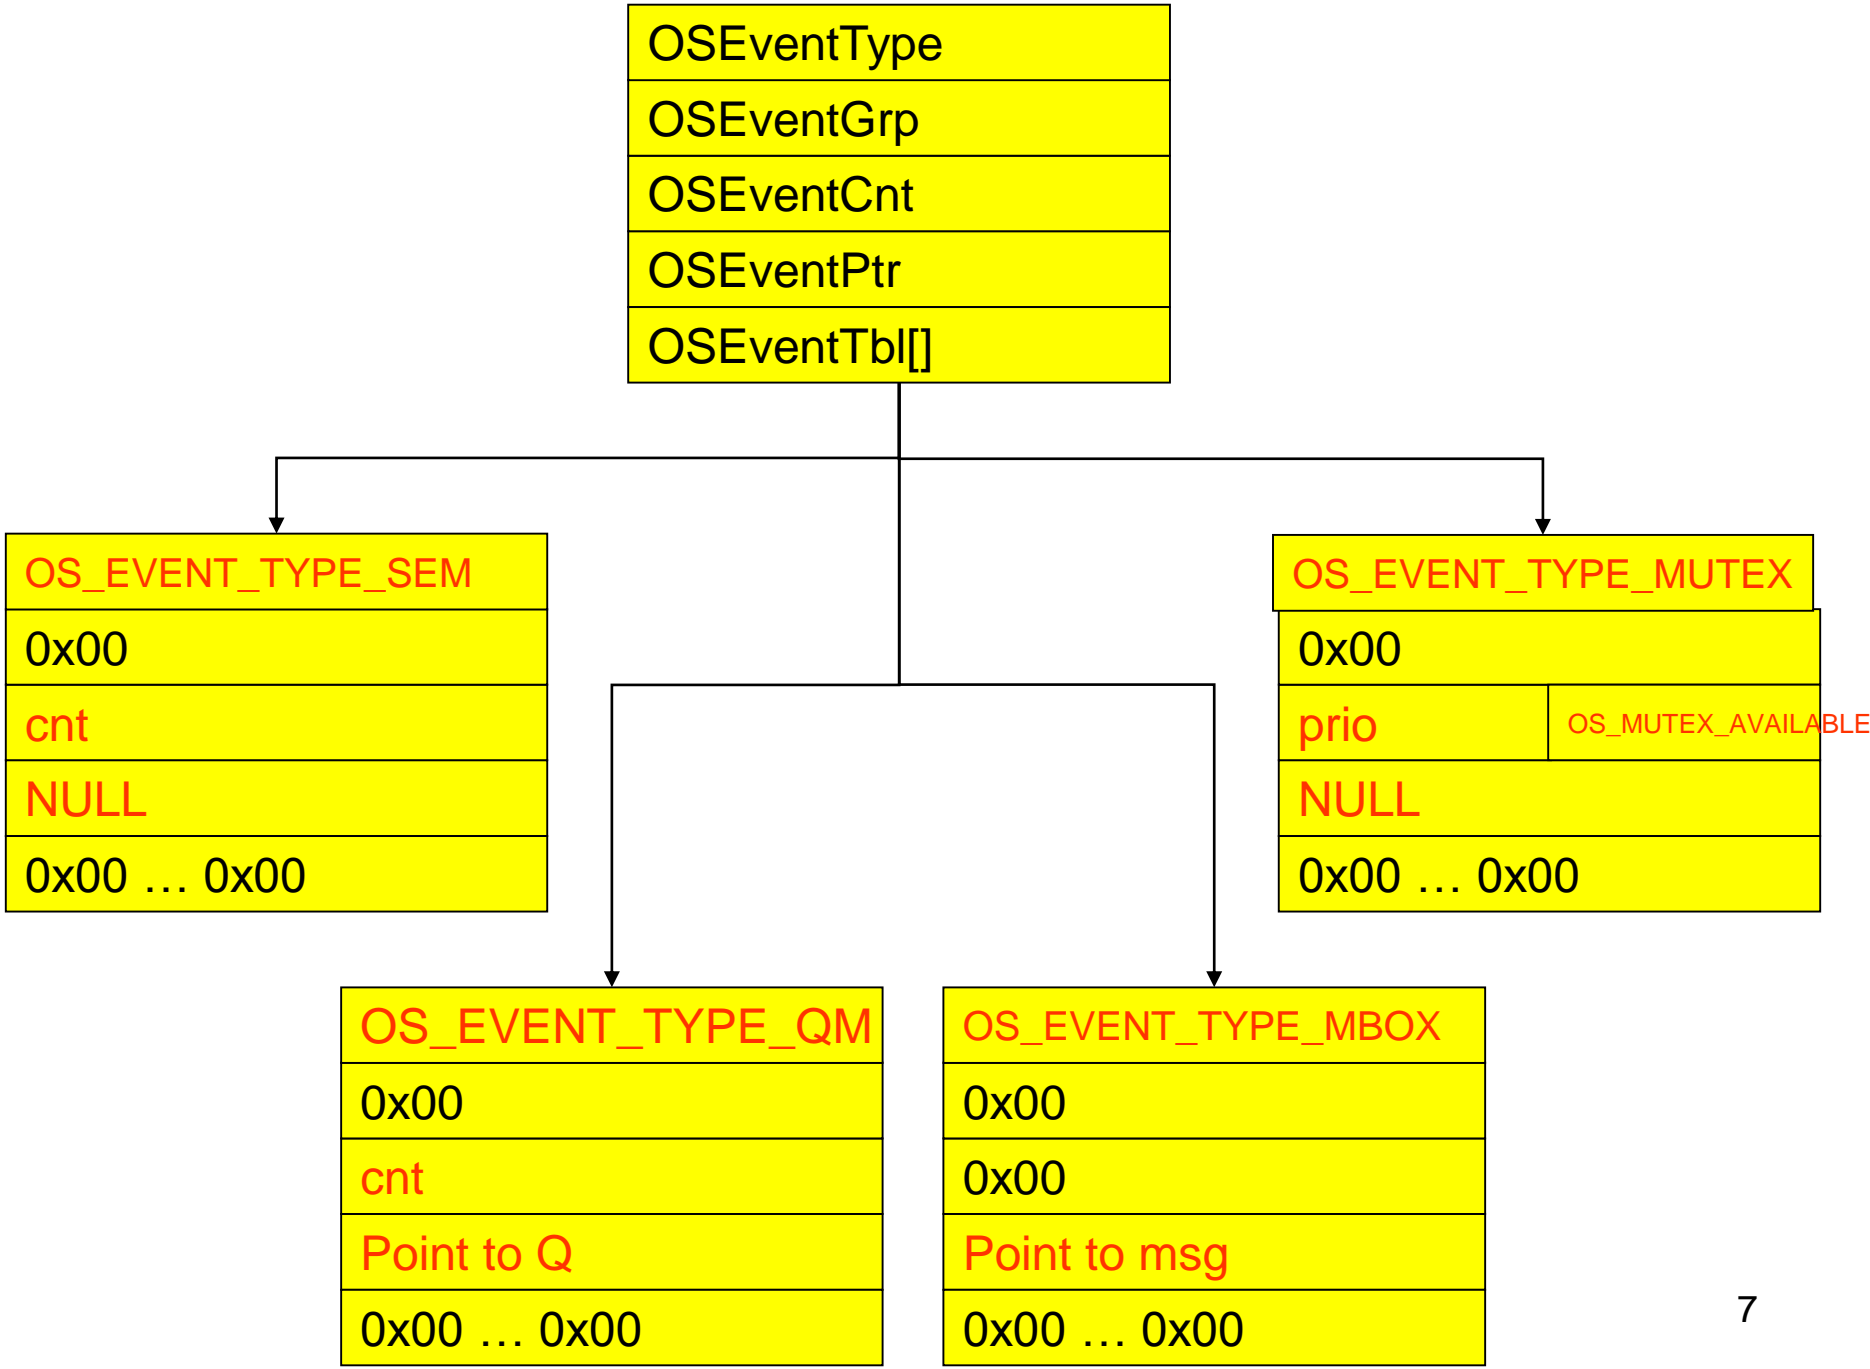 OSEventType
OSEventGrp
OSEventCnt
OSEventPtr
OSEventTbl[]
OS_EVENT_TYPE_SEM
0x00
cnt
NULL
0x00 … 0x00
OS_EVENT_TYPE_MUTEX
0x00
prio OS_MUTEX_AVAILABLE
NULL
0x00 … 0x00
OS_EVENT_TYPE_QM
0x00
cnt
Point to Q
0x00 … 0x00
OS_EVENT_TYPE_MBOX
0x00
0x00
Point to msg
0x00 … 0x00
7